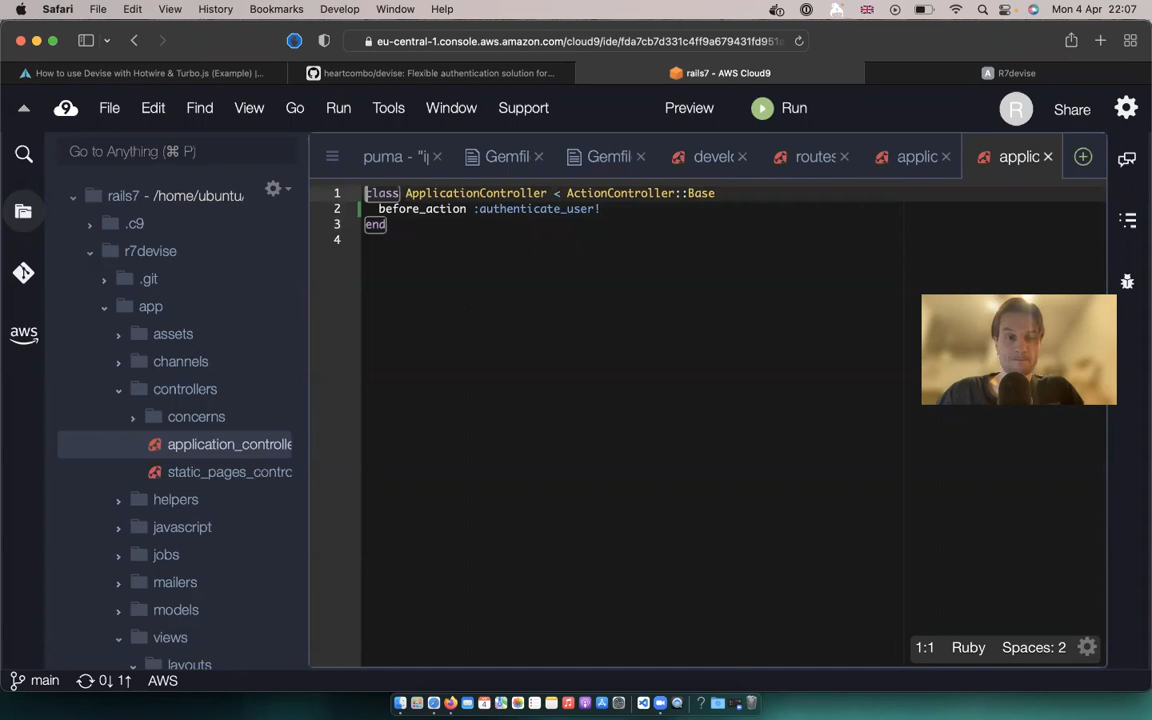 Safari File Edit View History Bookmarks Develop Window Help Mon 4 Apr 22:07
eu-central-1.console.aws.amazon.com/cloud9/ide/fda7cb7d331c4ff9a679431fd951e
How to use Devise with Hotwire & Turbo.js (Example) |... heartcombo/devise: Flexible authentication solution for... rails7 - AWS Cloud9 A R7devise
9 File Edit Find View Go Run Tools Window Support Preview Run R Share
Go to Anything (⌘ P) puma - "i Gemfil Gemfil develo routes applic applic
rails7 - /home/ubuntu/
.c9
r7devise
.git
app
assets
channels
controllers
concerns
application_controlle
static_pages_contro
helpers
javascript
jobs
mailers
models
views
layouts
1 class ApplicationController < ActionController::Base
2 before_action :authenticate_user!
3 end
4
aws
1:1 Ruby Spaces: 2
main 0↓ 1↑ AWS